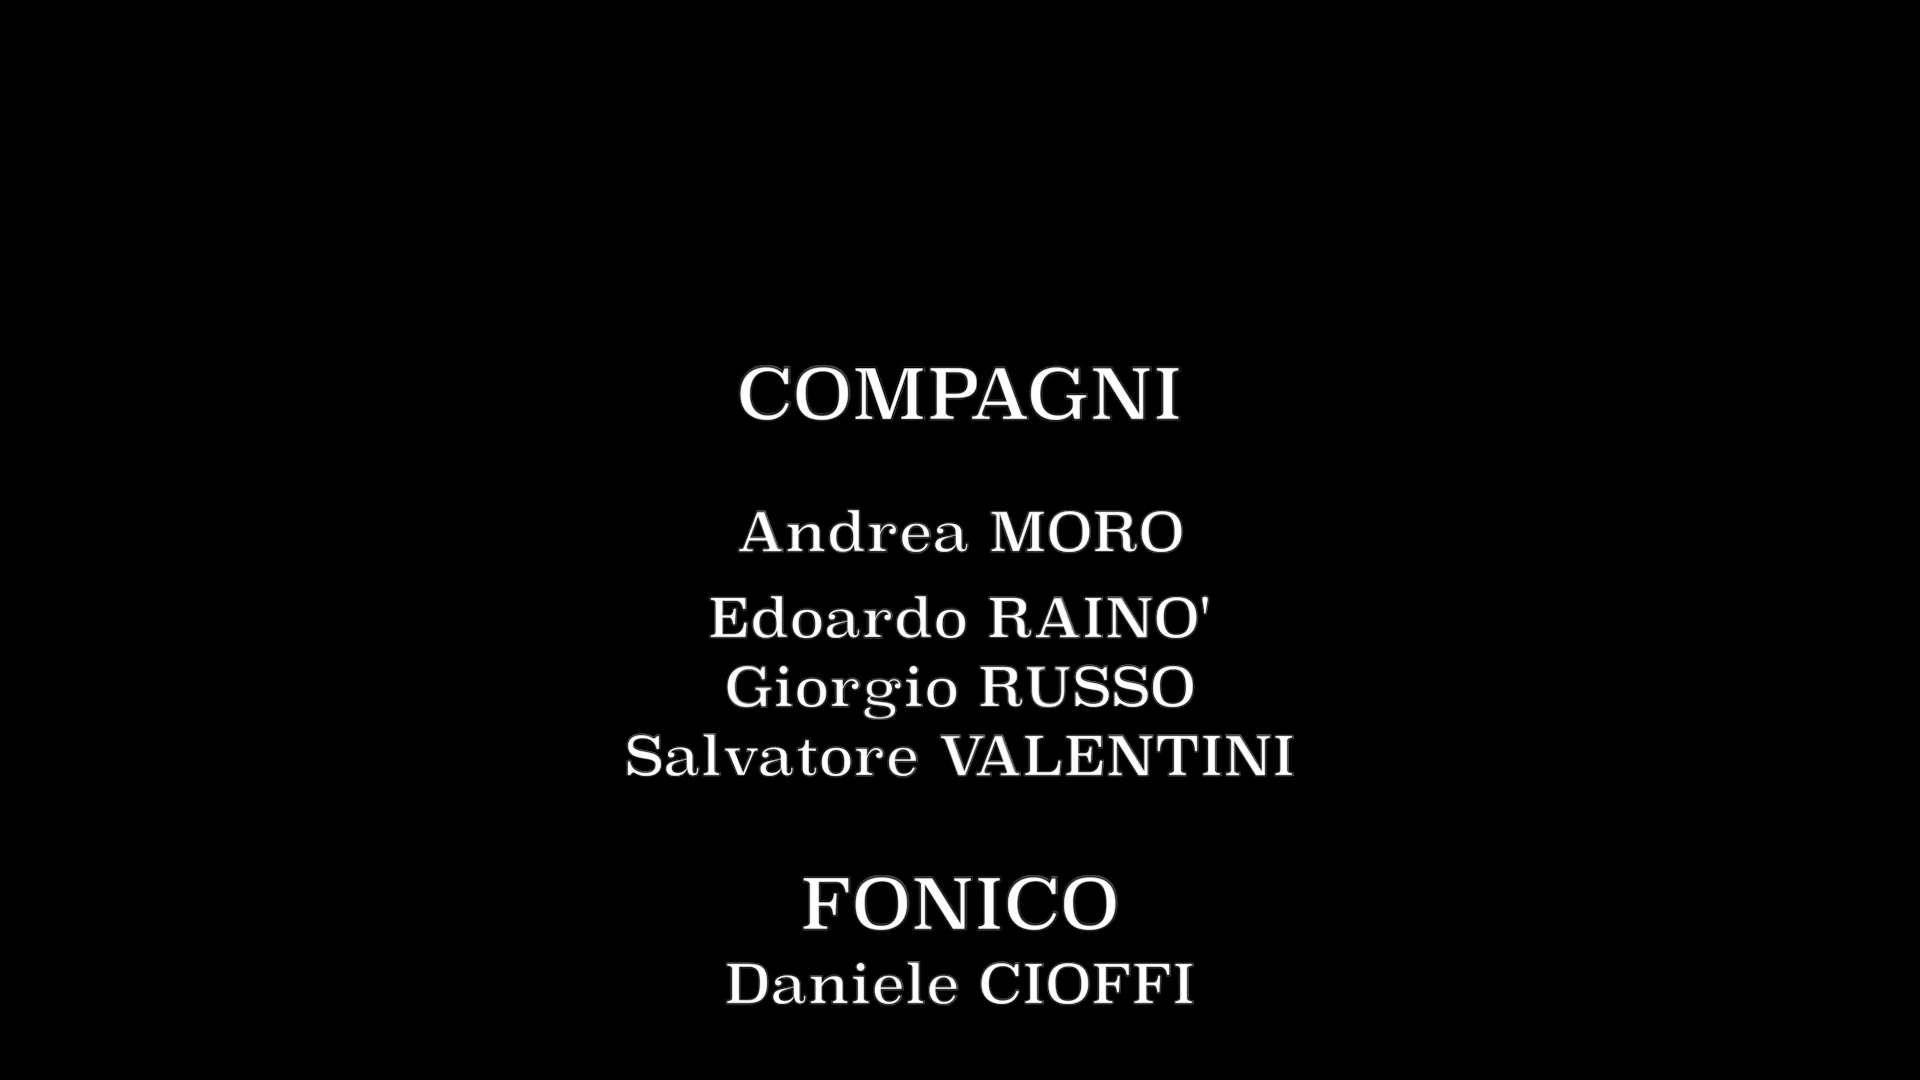 COMPAGNI
Andrea MORO
Edoardo RAINO'
Giorgio RUSSO
Salvatore VALENTINI
FONICO
Daniele CIOFFI